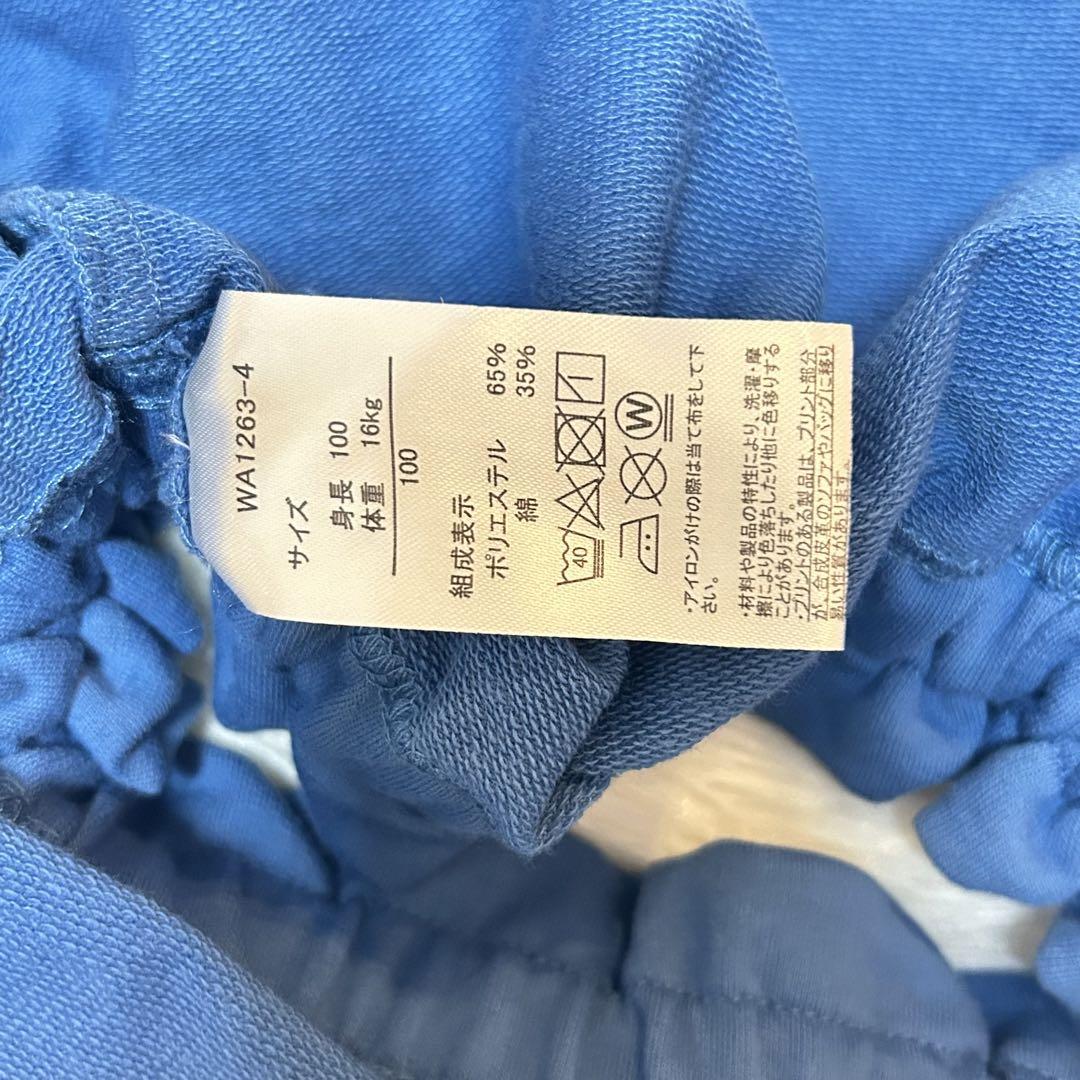 WA1263-4
サイズ
身長 100
体重 16kg
100
組成表示
ポリエステル 65%
綿 35%
40
W
・アイロンがけの際は当て布をして下
さい。
・材料や製品の特性により、洗濯・摩
擦により色落ちしたり他に色移りする
ことがあります。
・プリントのある製品は、プリント部分
が、合成皮革のソファやバッグに移り
易い性質があります。